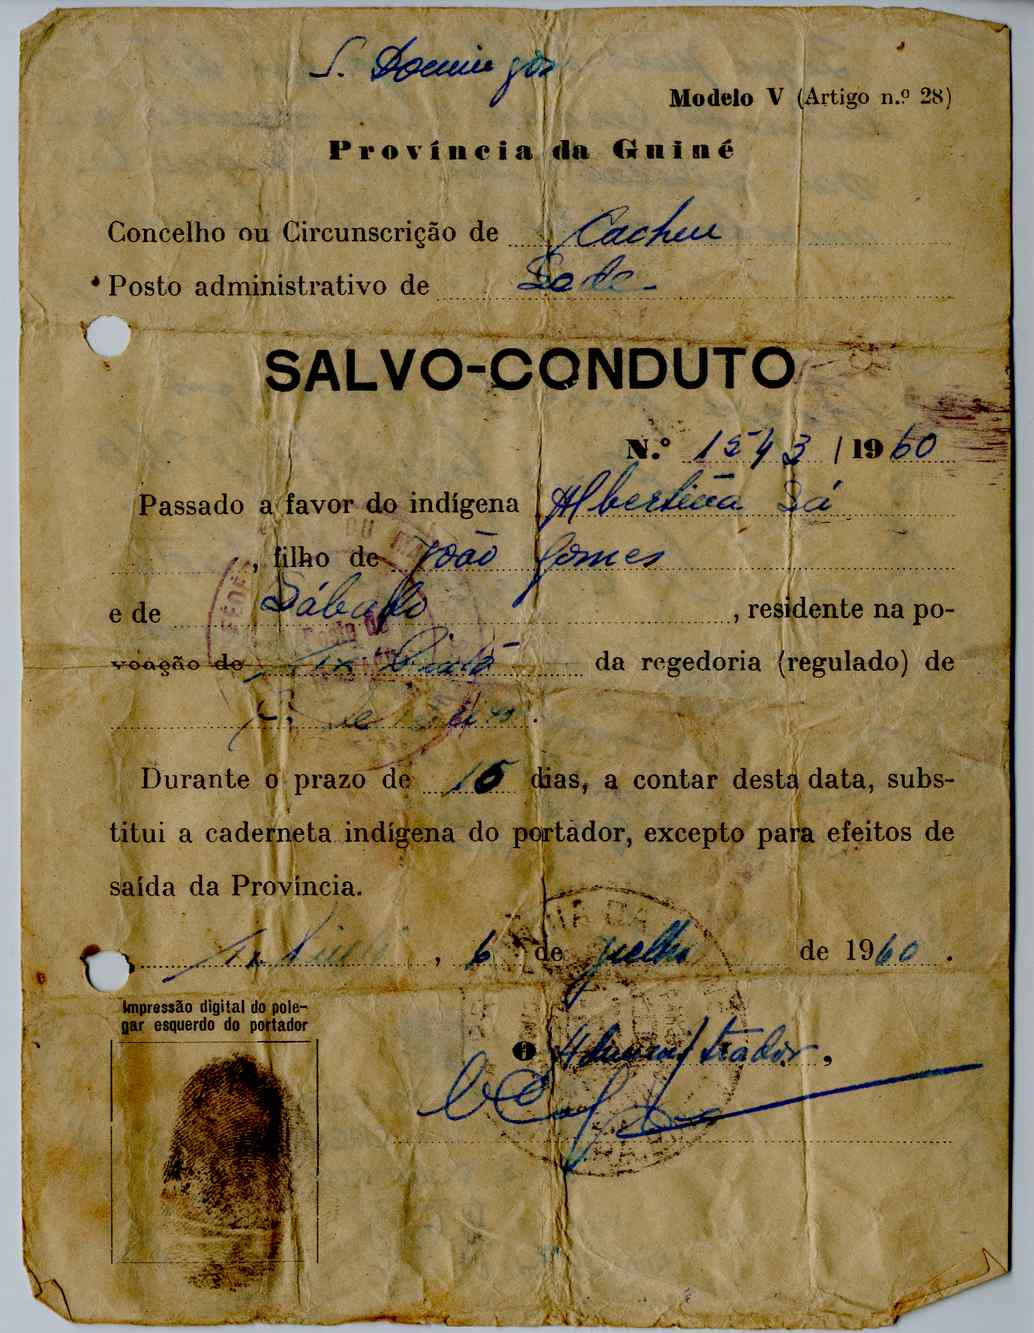 S. Domingos
Modelo V (Artigo n.º 28)
Província da Guiné
Concelho ou Circunscrição de Cacheu
Posto administrativo de Sede
SALVO-CONDUTO
N.º 1543 / 1960
Passado a favor do indígena Albertina Sá
, filho de João Gomes
e de Sábado , residente na po-
voação de da regedoria (regulado) de
Durante o prazo de 15 dias, a contar desta data, subs-
titui a caderneta indígena do portador, excepto para efeitos de
saída da Província.
, 6 de julho de 1960.
Impressão digital do pole-
gar esquerdo do portador
O Administrador,